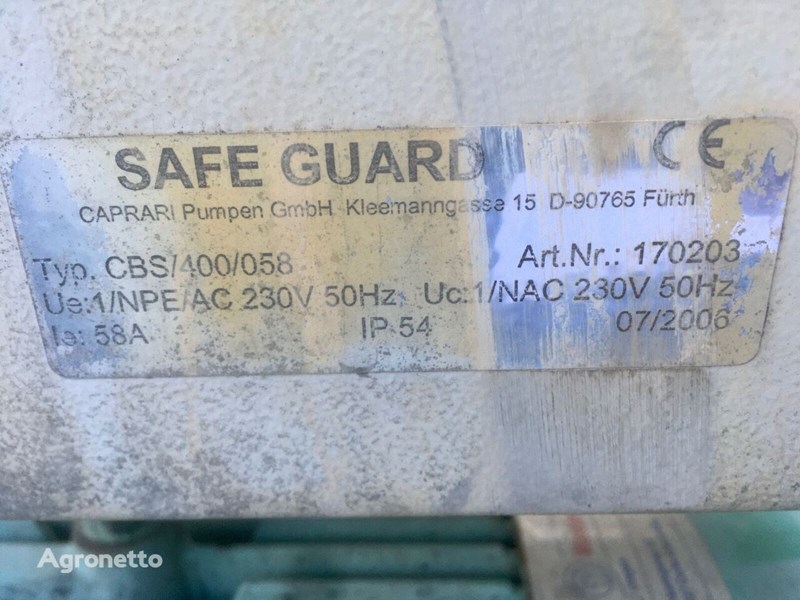 SAFE GUARD CE
CAPRARI Pumpen GmbH Kleemanngasse 15 D-90765 Fürth
Typ. CBS/400/058 Art.Nr.: 170203
Ue:1/NPE/AC 230V 50Hz, Uc:1/NAC 230V 50Hz
Ie: 58A IP 54 07/2006
Agronetto